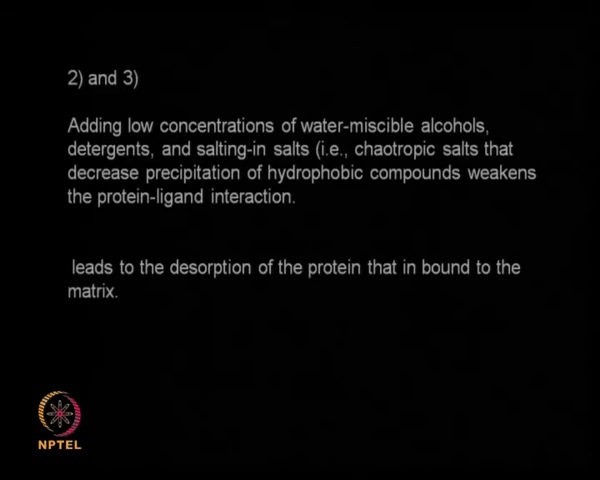 2) and 3)
Adding low concentrations of water-miscible alcohols,
detergents, and salting-in salts (i.e., chaotropic salts that
decrease precipitation of hydrophobic compounds weakens
the protein-ligand interaction.
leads to the desorption of the protein that in bound to the
matrix.
NPTEL